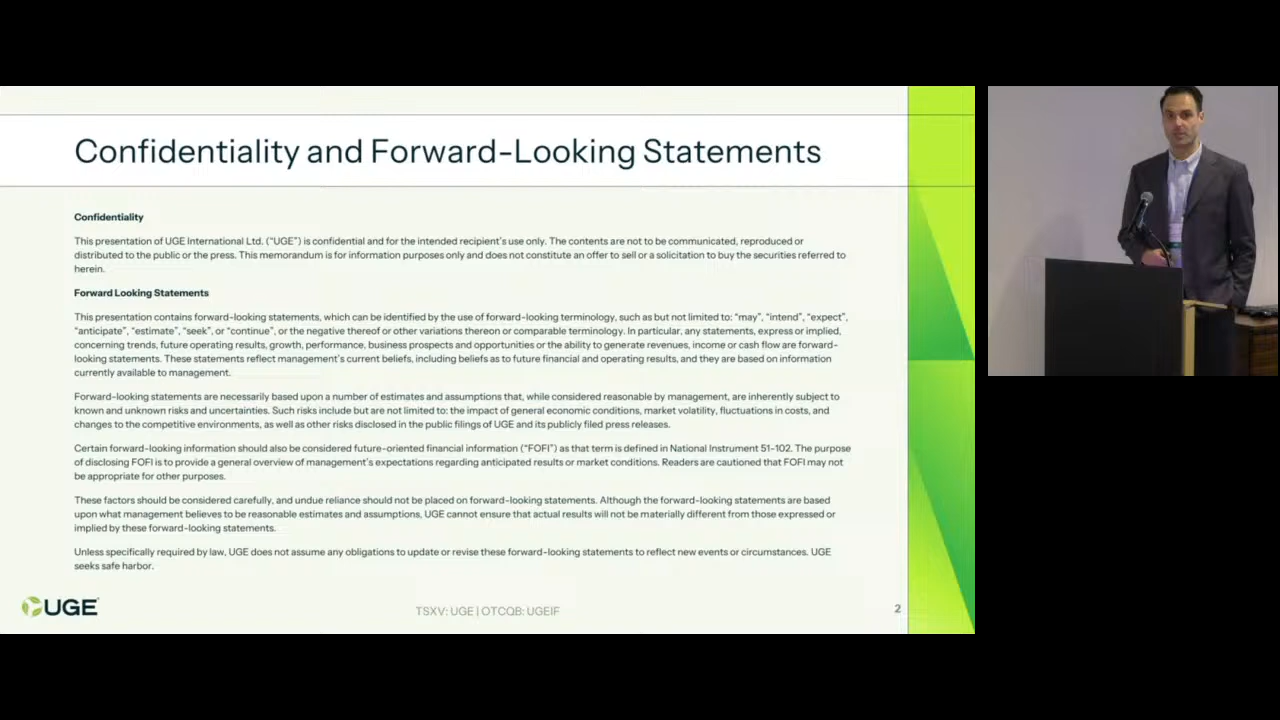 Confidentiality and Forward-Looking Statements
Confidentiality
This presentation of UGE International Ltd. (“UGE”) is confidential and for the intended recipient’s use only. The contents are not to be communicated, reproduced or
distributed to the public or the press. This memorandum is for information purposes only and does not constitute an offer to sell or a solicitation to buy the securities referred to
herein.
Forward Looking Statements
This presentation contains forward-looking statements, which can be identified by the use of forward-looking terminology, such as but not limited to: “may”, “intend”, “expect”,
“anticipate”, “estimate”, “seek”, or “continue”, or the negative thereof or other variations thereon or comparable terminology. In particular, any statements, express or implied,
concerning trends, future operating results, growth, performance, business prospects and opportunities or the ability to generate revenues, income or cash flow are forward-
looking statements. These statements reflect management’s current beliefs, including beliefs as to future financial and operating results, and they are based on information
currently available to management.
Forward-looking statements are necessarily based upon a number of estimates and assumptions that, while considered reasonable by management, are inherently subject to
known and unknown risks and uncertainties. Such risks include but are not limited to: the impact of general economic conditions, market volatility, fluctuations in costs, and
changes to the competitive environments, as well as other risks disclosed in the public filings of UGE and its publicly filed press releases.
Certain forward-looking information should also be considered future-oriented financial information (“FOFI”) as that term is defined in National Instrument 51-102. The purpose
of disclosing FOFI is to provide a general overview of management’s expectations regarding anticipated results or market conditions. Readers are cautioned that FOFI may not
be appropriate for other purposes.
These factors should be considered carefully, and undue reliance should not be placed on forward-looking statements. Although the forward-looking statements are based
upon what management believes to be reasonable estimates and assumptions, UGE cannot ensure that actual results will not be materially different from those expressed or
implied by these forward-looking statements.
Unless specifically required by law, UGE does not assume any obligations to update or revise these forward-looking statements to reflect new events or circumstances. UGE
seeks safe harbor.
UGE
TSXV: UGE | OTCQB: UGEIF
2